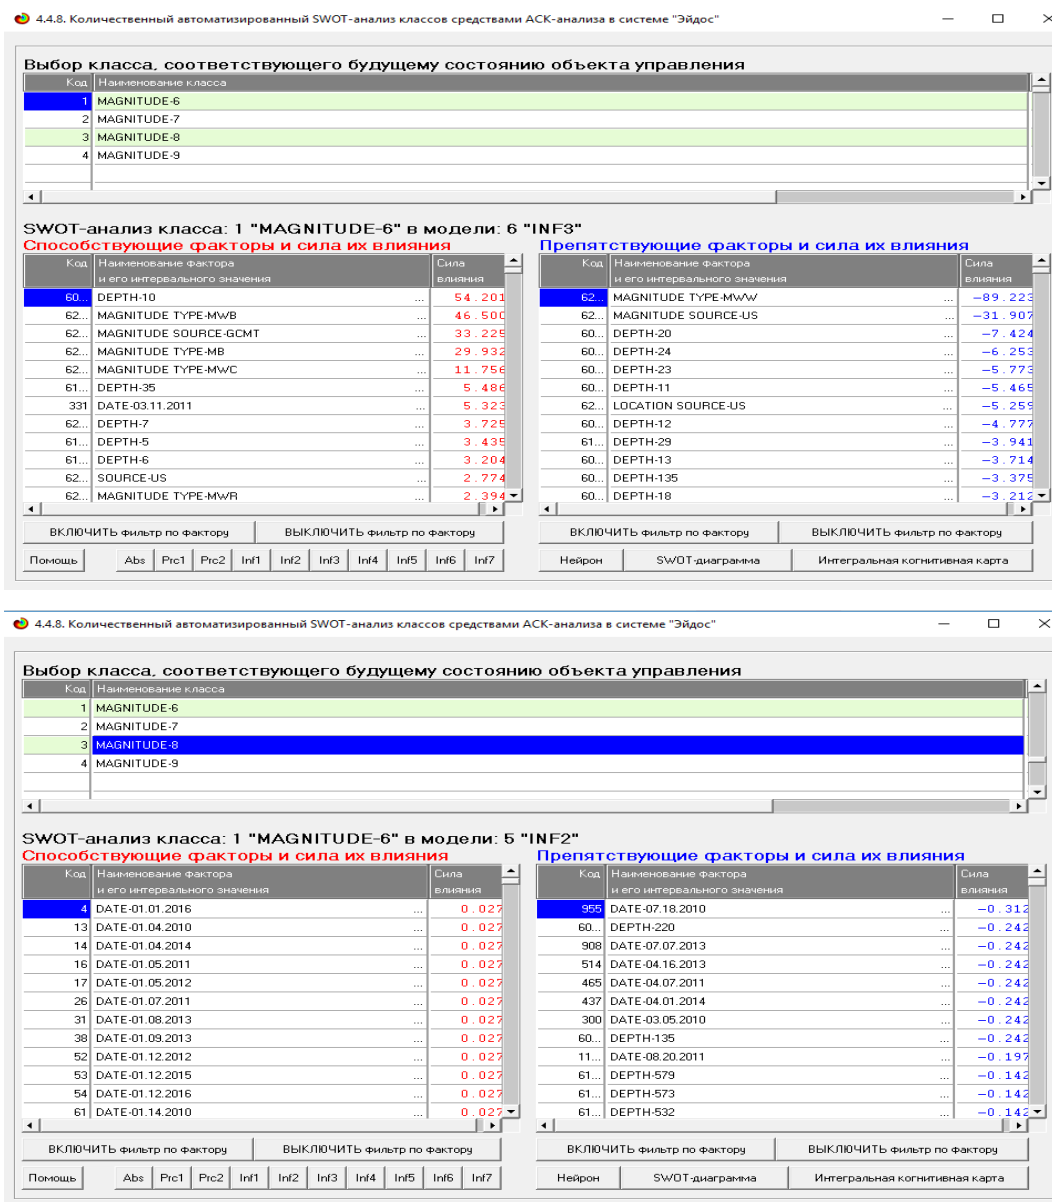 4.4.8. Количественный автоматизированный SWOT-анализ классов средствами АСК-анализа в системе "Эйдос"
Выбор класса, соответствующего будущему состоянию объекта управления
Код Наименование класса
1 MAGNITUDE-6
2 MAGNITUDE-7
3 MAGNITUDE-8
4 MAGNITUDE-9
SWOT-анализ класса: 1 "MAGNITUDE-6" в модели: 6 "INF3"
Способствующие факторы и сила их влияния Препятствующие факторы и сила их влияния
Код Наименование фактора Сила Код Наименование фактора Сила
и его интервального значения влияния и его интервального значения влияния
60... DEPTH-10 ... 54.201 62... MAGNITUDE TYPE-MWW ... -89.223
62... MAGNITUDE TYPE-MWB ... 46.500 62... MAGNITUDE SOURCE-US ... -31.907
62... MAGNITUDE SOURCE-GCMT ... 33.225 60... DEPTH-20 ... -7.424
62... MAGNITUDE TYPE-MB ... 29.932 60... DEPTH-24 ... -6.253
62... MAGNITUDE TYPE-MWC ... 11.756 60... DEPTH-23 ... -5.773
61... DEPTH-35 ... 5.486 60... DEPTH-11 ... -5.465
331 DATE-03.11.2011 ... 5.323 62... LOCATION SOURCE-US ... -5.259
62... DEPTH-7 ... 3.725 60... DEPTH-12 ... -4.777
61... DEPTH-5 ... 3.435 61... DEPTH-29 ... -3.941
61... DEPTH-6 ... 3.204 60... DEPTH-13 ... -3.714
62... SOURCE-US ... 2.774 60... DEPTH-135 ... -3.375
62... MAGNITUDE TYPE-MWR ... 2.394 60... DEPTH-18 ... -3.212
ВКЛЮЧИТЬ фильтр по фактору ВЫКЛЮЧИТЬ фильтр по фактору ВКЛЮЧИТЬ фильтр по фактору ВЫКЛЮЧИТЬ фильтр по фактору
Помощь Abs Prc1 Prc2 Inf1 Inf2 Inf3 Inf4 Inf5 Inf6 Inf7 Нейрон SWOT-диаграмма Интегральная когнитивная карта
4.4.8. Количественный автоматизированный SWOT-анализ классов средствами АСК-анализа в системе "Эйдос"
Выбор класса, соответствующего будущему состоянию объекта управления
Код Наименование класса
1 MAGNITUDE-6
2 MAGNITUDE-7
3 MAGNITUDE-8
4 MAGNITUDE-9
SWOT-анализ класса: 1 "MAGNITUDE-6" в модели: 5 "INF2"
Способствующие факторы и сила их влияния Препятствующие факторы и сила их влияния
Код Наименование фактора Сила Код Наименование фактора Сила
и его интервального значения влияния и его интервального значения влияния
4 DATE-01.01.2016 ... 0.027 955 DATE-07.18.2010 ... -0.312
13 DATE-01.04.2010 ... 0.027 60... DEPTH-220 ... -0.242
14 DATE-01.04.2014 ... 0.027 908 DATE-07.07.2013 ... -0.242
16 DATE-01.05.2011 ... 0.027 514 DATE-04.16.2013 ... -0.242
17 DATE-01.05.2012 ... 0.027 465 DATE-04.07.2011 ... -0.242
26 DATE-01.07.2011 ... 0.027 437 DATE-04.01.2014 ... -0.242
31 DATE-01.08.2013 ... 0.027 300 DATE-03.05.2010 ... -0.242
38 DATE-01.09.2013 ... 0.027 60... DEPTH-135 ... -0.242
52 DATE-01.12.2012 ... 0.027 11... DATE-08.20.2011 ... -0.197
53 DATE-01.12.2015 ... 0.027 61... DEPTH-579 ... -0.142
54 DATE-01.12.2016 ... 0.027 61... DEPTH-573 ... -0.142
61 DATE-01.14.2010 ... 0.027 61... DEPTH-532 ... -0.142
ВКЛЮЧИТЬ фильтр по фактору ВЫКЛЮЧИТЬ фильтр по фактору ВКЛЮЧИТЬ фильтр по фактору ВЫКЛЮЧИТЬ фильтр по фактору
Помощь Abs Prc1 Prc2 Inf1 Inf2 Inf3 Inf4 Inf5 Inf6 Inf7 Нейрон SWOT-диаграмма Интегральная когнитивная карта